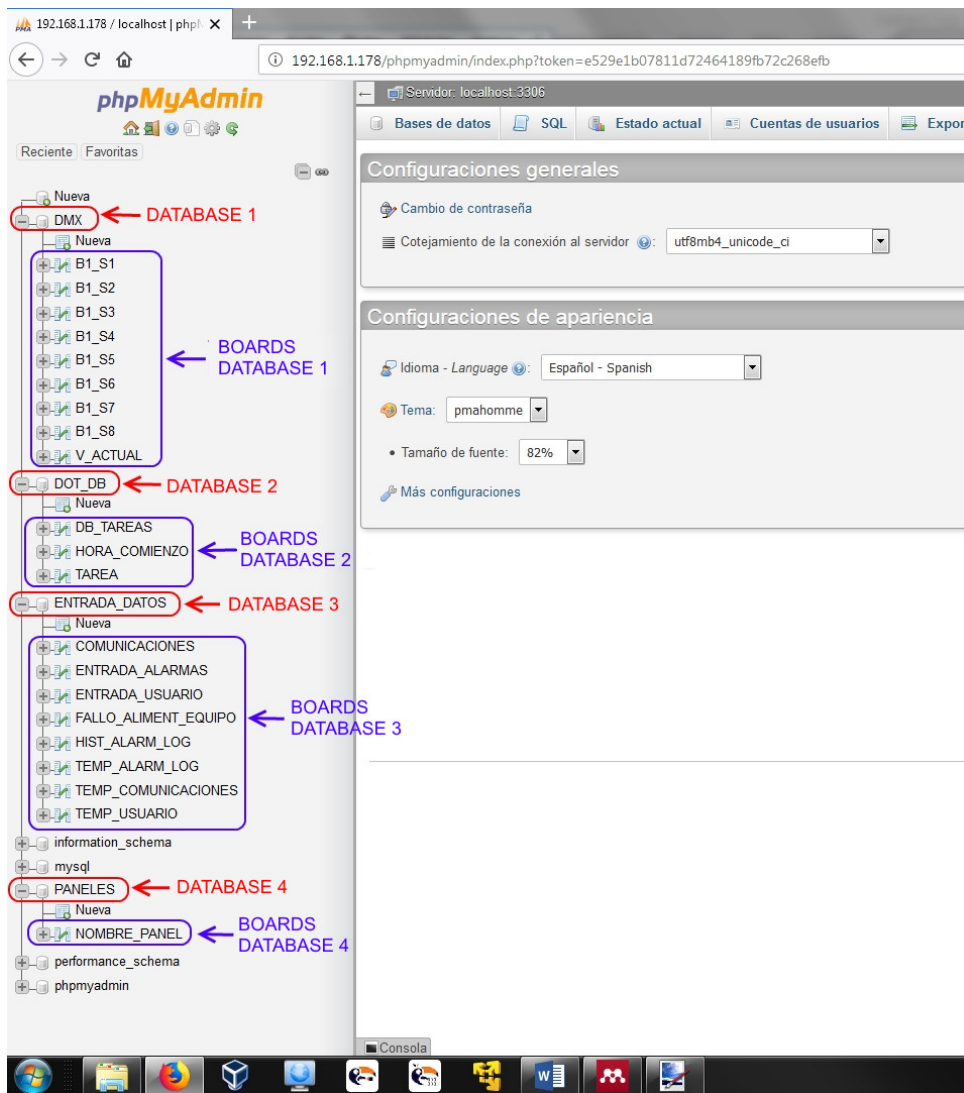 192.168.1.178 / localhost | php
192.168.1.178/phpmyadmin/index.php?token=e529e1b07811d72464189fb72c268efb
phpMyAdmin
Reciente Favoritas
Nueva
DMX
DATABASE 1
Nueva
B1_S1
B1_S2
B1_S3
B1_S4
B1_S5
B1_S6
B1_S7
B1_S8
V_ACTUAL
BOARDS
DATABASE 1
DOT_DB
DATABASE 2
Nueva
DB_TAREAS
HORA_COMIENZO
TAREA
BOARDS
DATABASE 2
ENTRADA_DATOS
DATABASE 3
Nueva
COMUNICACIONES
ENTRADA_ALARMAS
ENTRADA_USUARIO
FALLO_ALIMENT_EQUIPO
HIST_ALARM_LOG
TEMP_ALARM_LOG
TEMP_COMUNICACIONES
TEMP_USUARIO
BOARDS
DATABASE 3
information_schema
mysql
PANELES
DATABASE 4
Nueva
NOMBRE_PANEL
BOARDS
DATABASE 4
performance_schema
phpmyadmin
Servidor: localhost:3306
Bases de datos SQL Estado actual Cuentas de usuarios Expor
Configuraciones generales
Cambio de contraseña
Cotejamiento de la conexión al servidor : utf8mb4_unicode_ci
Configuraciones de apariencia
Idioma - Language : Español - Spanish
Tema: pmahomme
• Tamaño de fuente: 82%
Más configuraciones
Consola